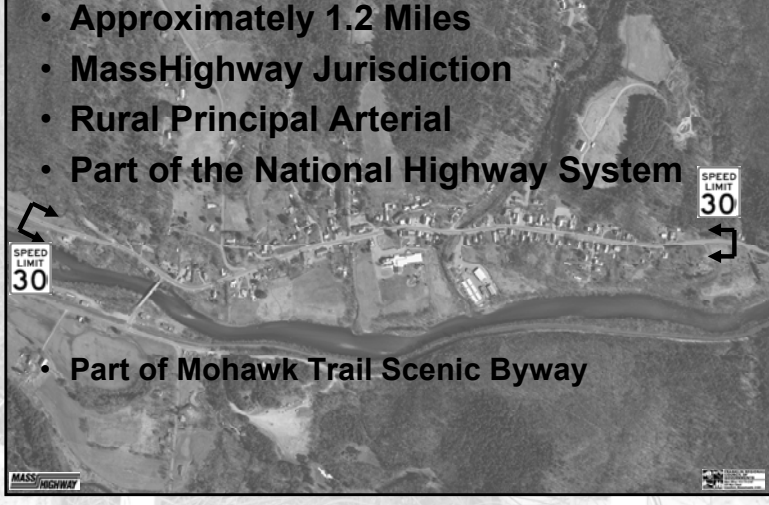 • Approximately 1.2 Miles
• MassHighway Jurisdiction
• Rural Principal Arterial
• Part of the National Highway System
SPEED
LIMIT
30
SPEED
LIMIT
30
• Part of Mohawk Trail Scenic Byway
MASS HIGHWAY